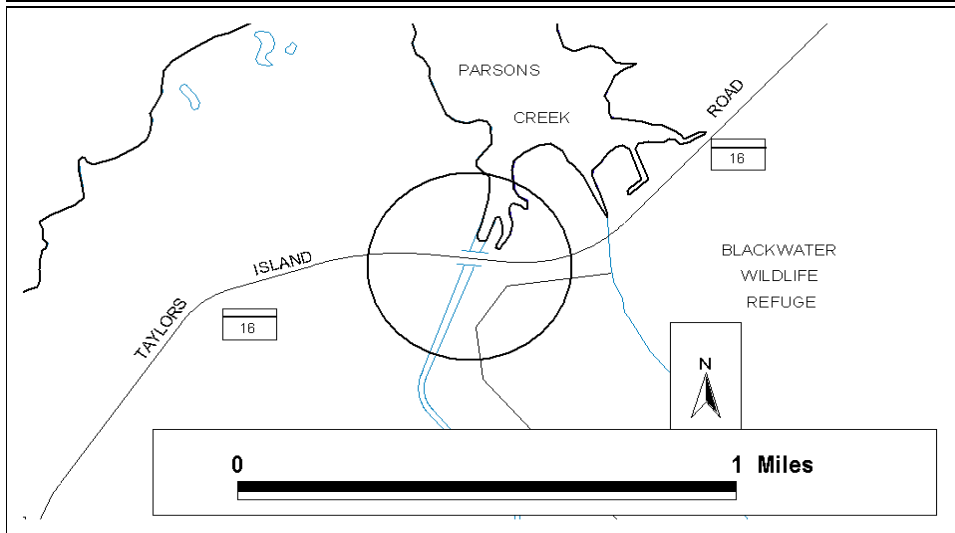 PARSONS
CREEK
ROAD
16
BLACKWATER
WILDLIFE
REFUGE
ISLAND
TAYLORS
16
N
0 1 Miles